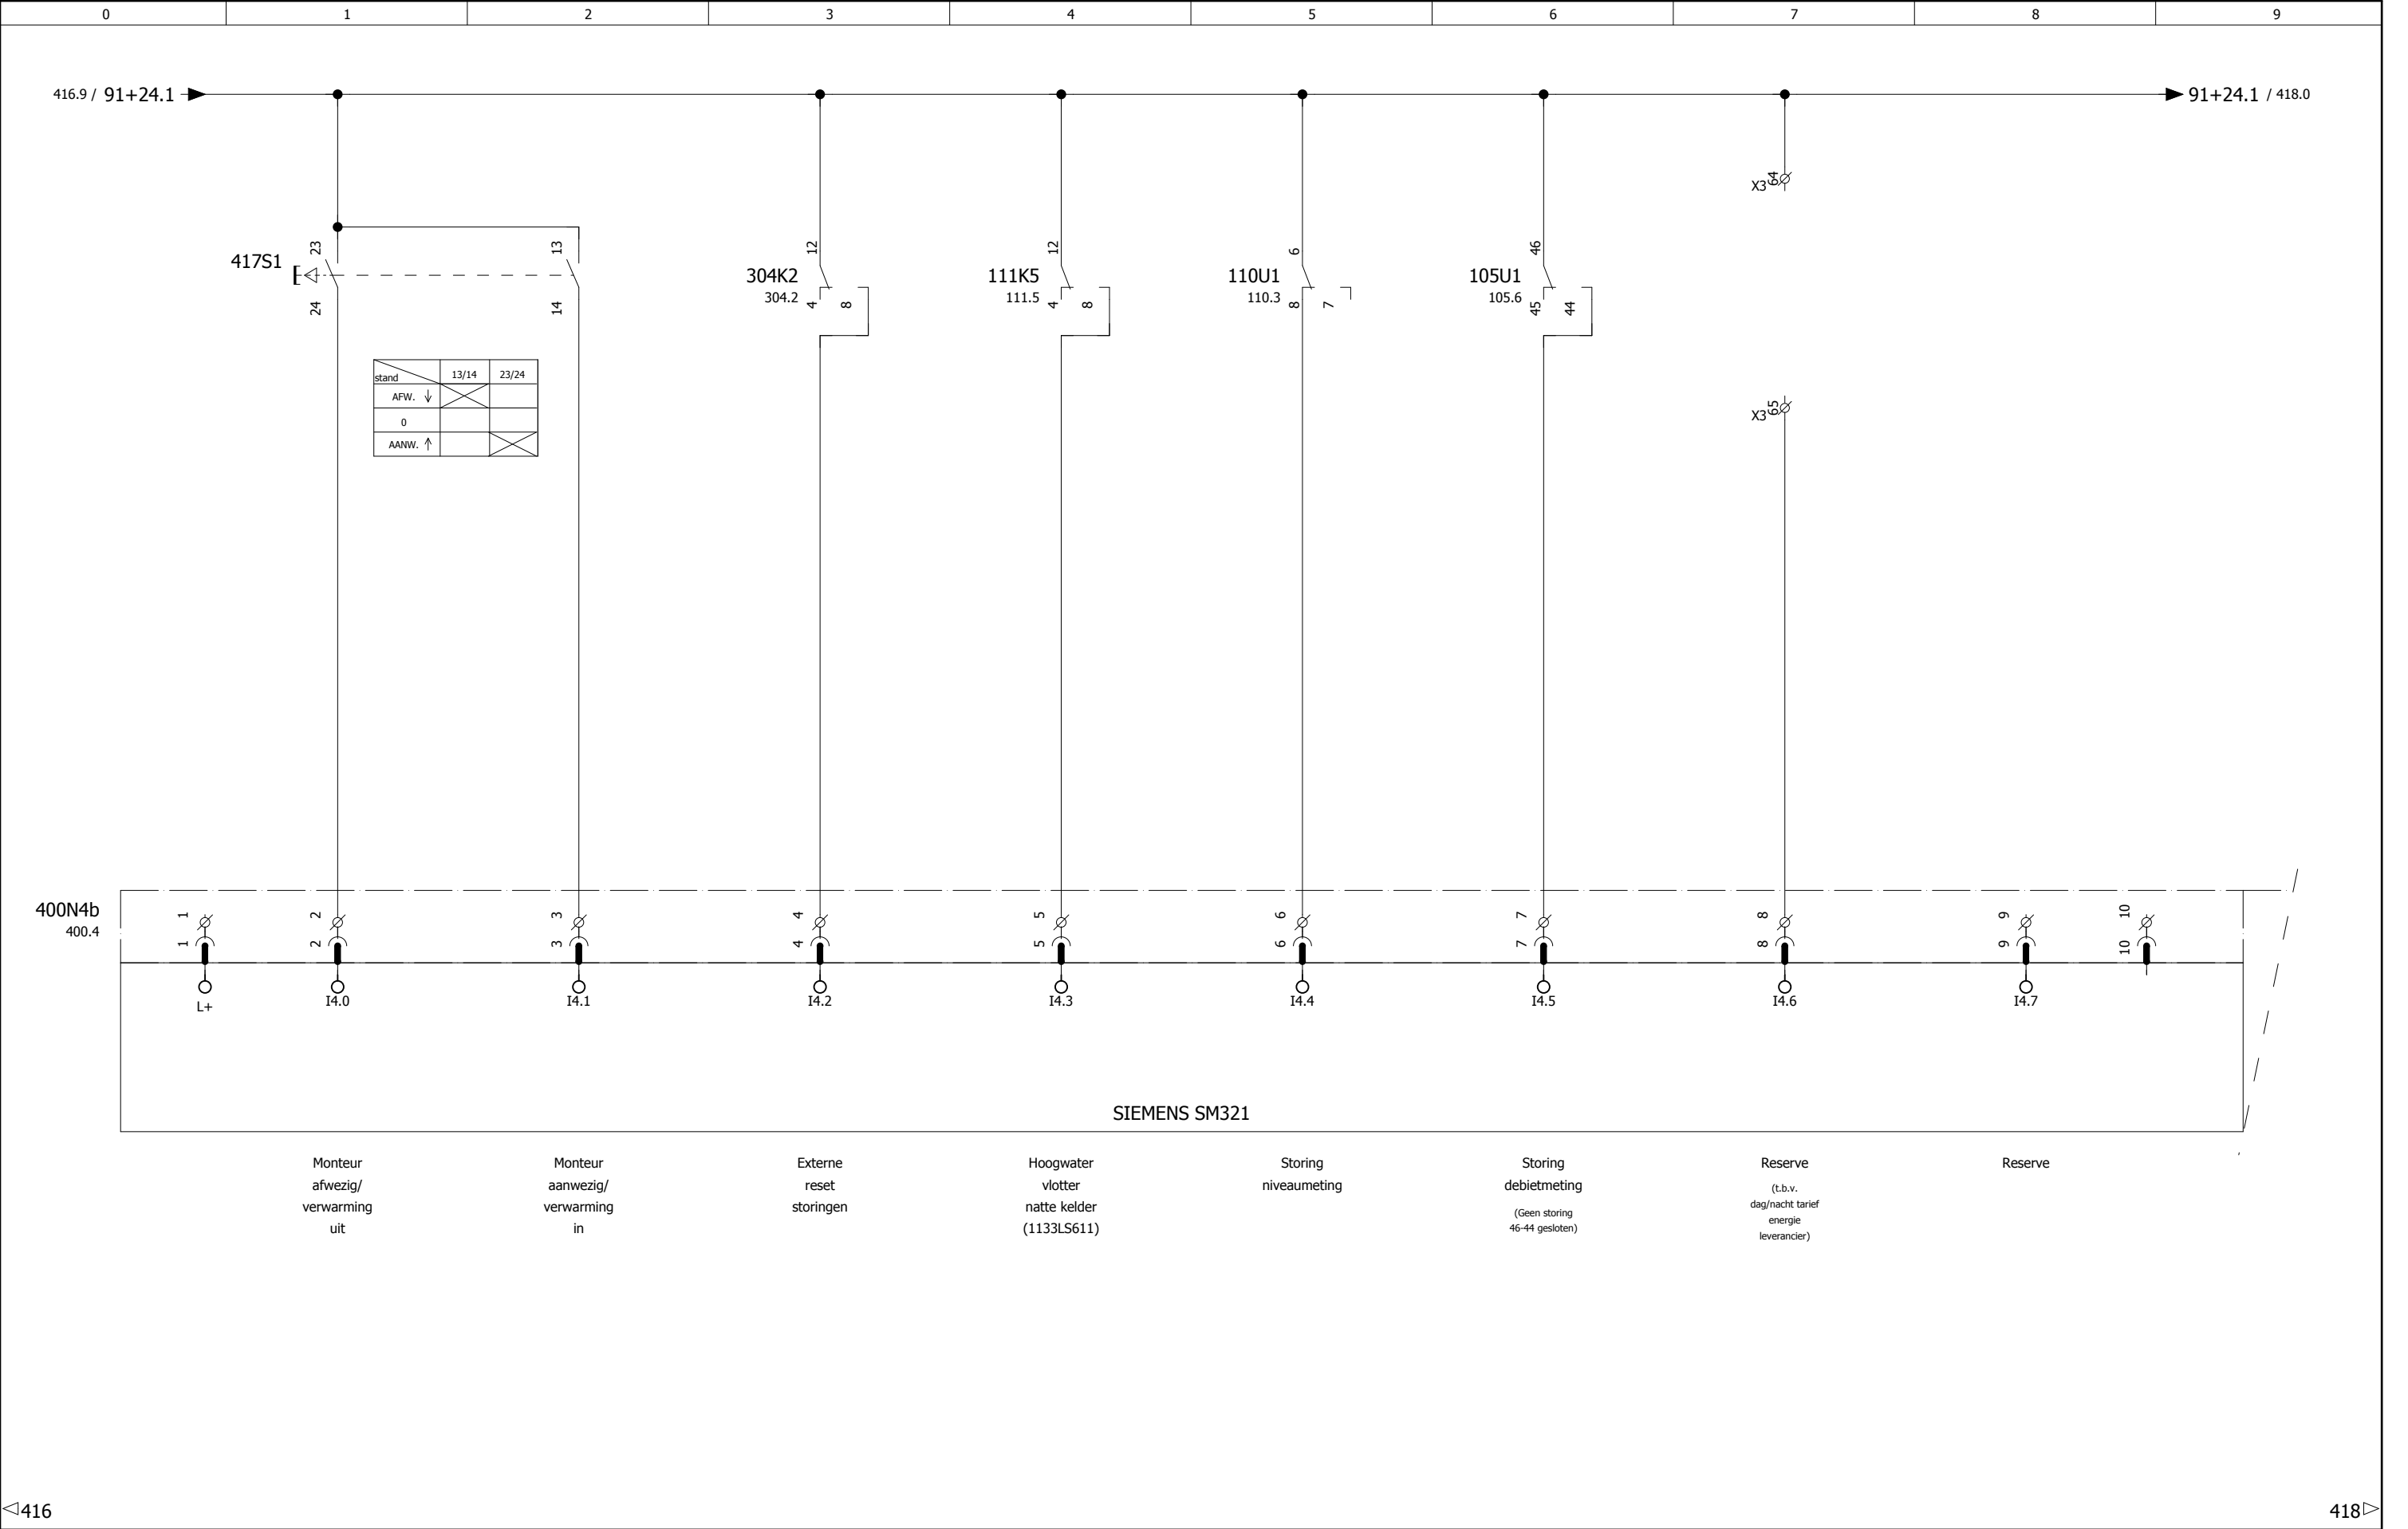 0 1 2 3 4 5 6 7 8 9
416.9 / 91+24.1
91+24.1 / 418.0
X3 64
417S1 23 24 13 14
304K2 12
304.2 4 8
111K5 12
111.5 4 8
110U1 6
110.3 8 7
105U1 46
105.6 45 44
stand 13/14 23/24
AFW. ↓
0
AANW. ↑
X3 65
400N4b
400.4
1 2 3 4 5 6 7 8 9 10
1 2 3 4 5 6 7 8 9 10
L+ I4.0 I4.1 I4.2 I4.3 I4.4 I4.5 I4.6 I4.7
SIEMENS SM321
Monteur
afwezig/
verwarming
uit
Monteur
aanwezig/
verwarming
in
Externe
reset
storingen
Hoogwater
vlotter
natte kelder
(1133LS611)
Storing
niveaumeting
Storing
debietmeting
(Geen storing
46-44 gesloten)
Reserve
(t.b.v.
dag/nacht tarief
energie
leverancier)
Reserve
416
418